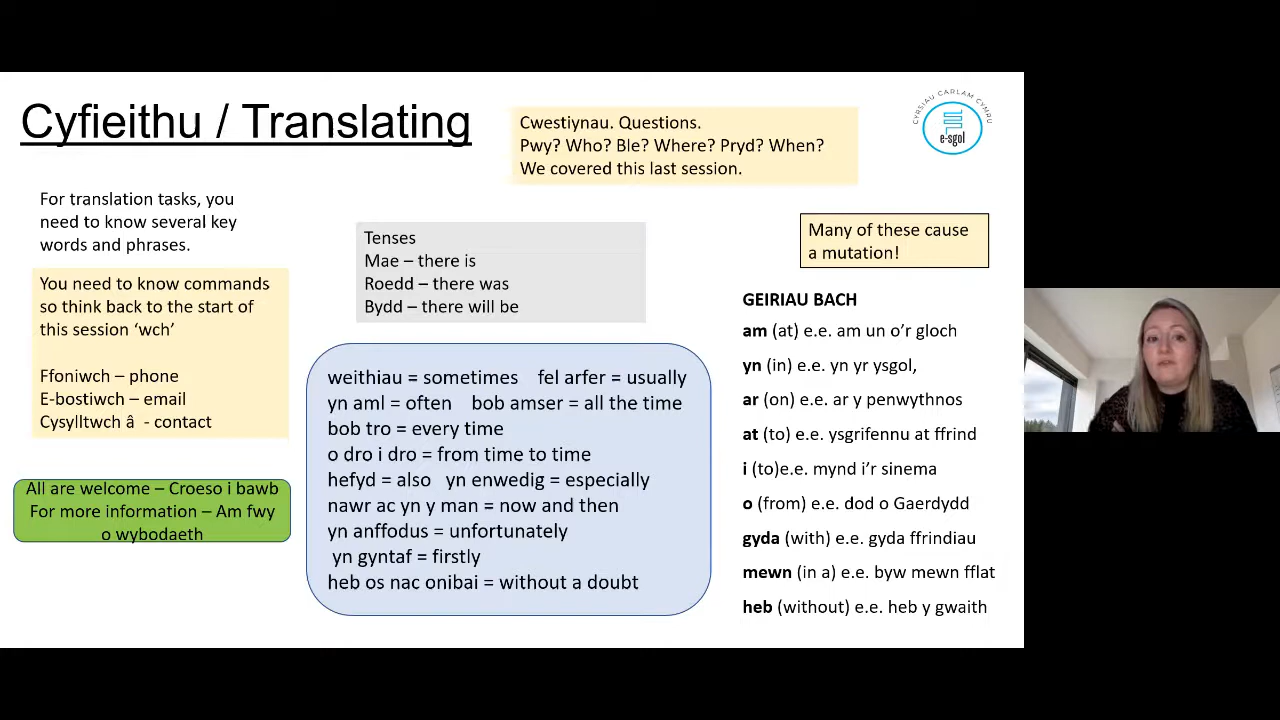 Cyfieithu / Translating
Cwestiynau. Questions.
Pwy? Who? Ble? Where? Pryd? When?
We covered this last session.
CYRSIAU CARLAM CYMRU
e-sgol
For translation tasks, you
need to know several key
words and phrases.
You need to know commands
so think back to the start of
this session ‘wch’
Ffoniwch – phone
E-bostiwch – email
Cysylltwch â - contact
All are welcome – Croeso i bawb
For more information – Am fwy
o wybodaeth
Tenses
Mae – there is
Roedd – there was
Bydd – there will be
weithiau = sometimes fel arfer = usually
yn aml = often bob amser = all the time
bob tro = every time
o dro i dro = from time to time
hefyd = also yn enwedig = especially
nawr ac yn y man = now and then
yn anffodus = unfortunately
yn gyntaf = firstly
heb os nac onibai = without a doubt
Many of these cause
a mutation!
GEIRIAU BACH
am (at) e.e. am un o’r gloch
yn (in) e.e. yn yr ysgol,
ar (on) e.e. ar y penwythnos
at (to) e.e. ysgrifennu at ffrind
i (to)e.e. mynd i’r sinema
o (from) e.e. dod o Gaerdydd
gyda (with) e.e. gyda ffrindiau
mewn (in a) e.e. byw mewn fflat
heb (without) e.e. heb y gwaith